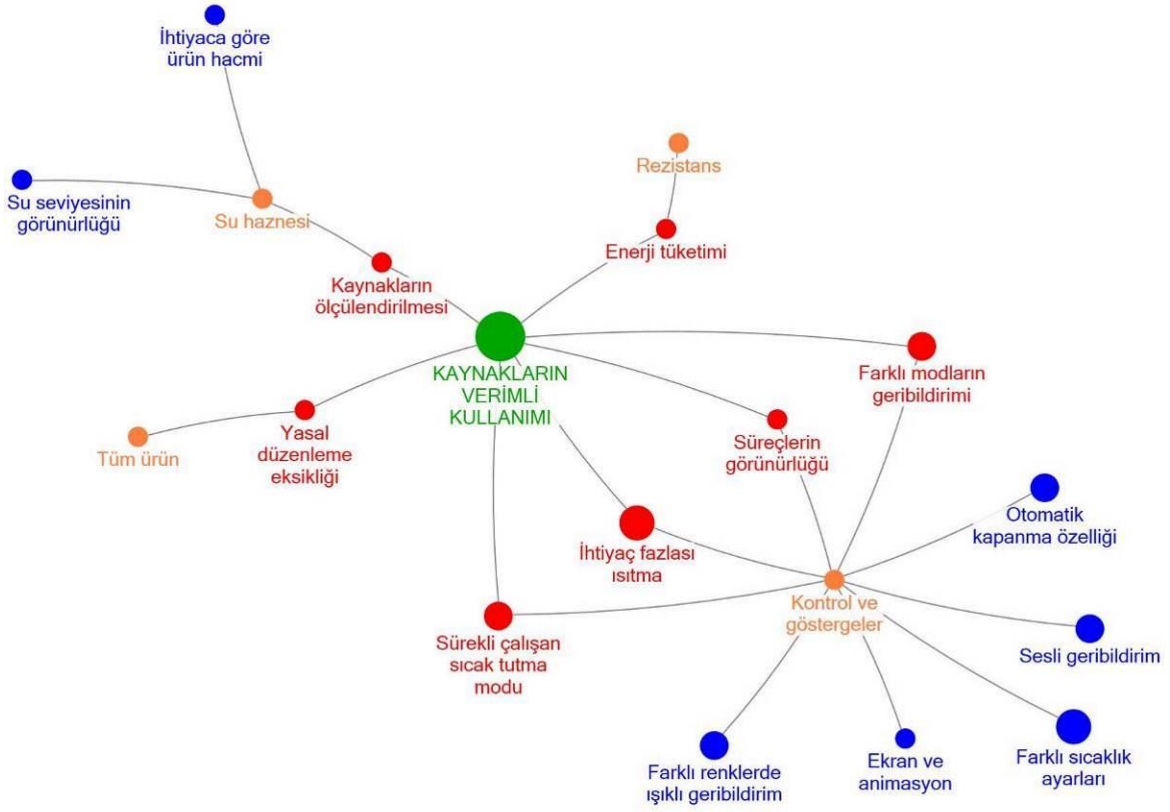 İhtiyaca göre
ürün hacmi
Rezistans
Su seviyesinin
görünürlüğü
Su haznesi
Enerji tüketimi
Kaynakların
ölçülendirilmesi
KAYNAKLARIN
VERİMLİ
KULLANIMI
Farklı modların
geribildirimi
Yasal
düzenleme
eksikliği
Tüm ürün
Süreçlerin
görünürlüğü
Otomatik
kapanma özelliği
İhtiyaç fazlası
ısıtma
Kontrol ve
göstergeler
Sürekli çalışan
sıcak tutma
modu
Sesli geribildirim
Farklı renklerde
ışıklı geribildirim
Ekran ve
animasyon
Farklı sıcaklık
ayarları